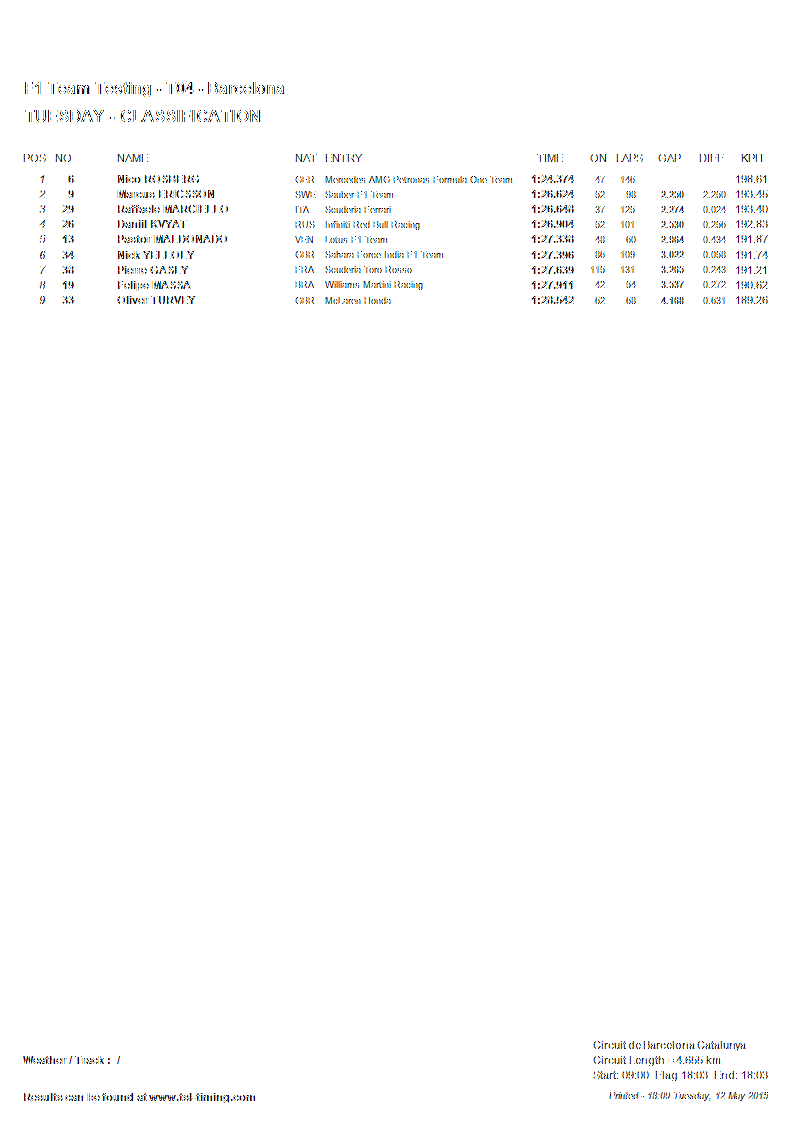 F1 Team Testing - T04 - Barcelona
TUESDAY - CLASSIFICATION
POS NO NAME NAT ENTRY TIME ON LAPS GAP DIFF KPH
1 6 Nico ROSBERG GER Mercedes AMG Petronas Formula One Team 1:24.374 47 146 198.61
2 9 Marcus ERICSSON SWE Sauber F1 Team 1:26.624 52 98 2.250 2.250 193.45
3 29 Raffaele MARCIELLO ITA Scuderia Ferrari 1:26.648 37 125 2.274 0.024 193.40
4 26 Daniil KVYAT RUS Infiniti Red Bull Racing 1:26.904 52 101 2.530 0.256 192.83
5 13 Pastor MALDONADO VEN Lotus F1 Team 1:27.338 48 60 2.964 0.434 191.87
6 34 Nick YELLOLY GBR Sahara Force India F1 Team 1:27.396 86 109 3.022 0.058 191.74
7 38 Pierre GASLY FRA Scuderia Toro Rosso 1:27.639 115 131 3.265 0.243 191.21
8 19 Felipe MASSA BRA Williams Martini Racing 1:27.911 42 54 3.537 0.272 190.62
9 33 Oliver TURVEY GBR McLaren Honda 1:28.542 62 68 4.168 0.631 189.26
Circuit de Barcelona Catalunya
Weather / Track : /
Circuit Length = 4.655 km
Start: 09:00 Flag 18:03 End: 18:03
Results can be found at www.tsl-timing.com
Printed - 18:09 Tuesday, 12 May 2015